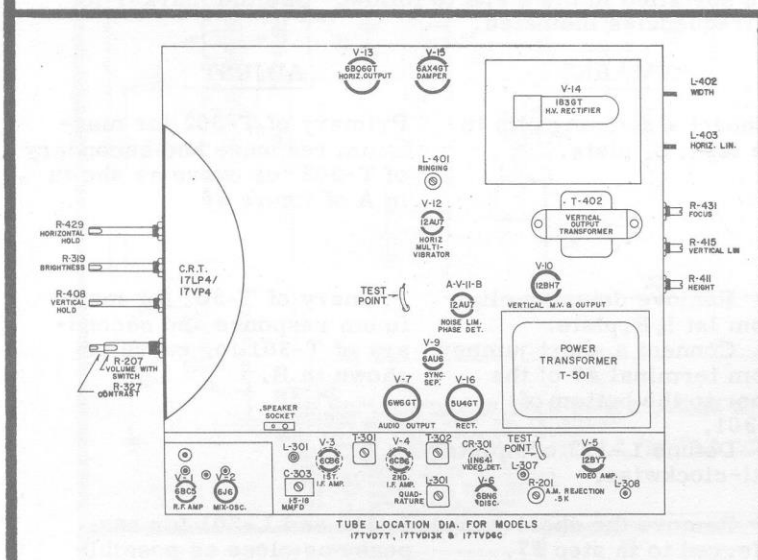 V-13
6BQ6GT
HORIZ.OUTPUT
V-15
6AX4GT
DAMPER
V-14
1B3GT
H.V. RECTIFIER
L-402
WIDTH
L-403
HORIZ. LIN.
L-401
RINGING
T-402
VERTICAL
OUTPUT
TRANSFORMER
R-431
FOCUS
R-415
VERTICAL LIN
R-411
HEIGHT
V-12
12AU7
HORIZ
MULTI-
VIBRATOR
R-429
HORIZONTAL
HOLD
R-319
BRIGHTNESS
R-408
VERTICAL
HOLD
C.R.T.
17LP4/
17VP4
R-207
VOLUME WITH
SWITCH
R-327
CONTRAST
TEST
POINT
A-V-11-B
12AU7
NOISE LIM.
PHASE DET.
V-10
12BH7
VERTICAL M.V. & OUTPUT
V-9
6AU6
SYNC.
SEP.
POWER
TRANSFORMER
T-501
V-7
6W6GT
AUDIO OUTPUT
V-16
5U4GT
RECT.
SPEAKER
SOCKET
V-1
6BC5
R.F. AMP
V-2
6J6
MIX-OSC.
L-301
C-303
1.5-18
MMFD
V-3
6CB6
1ST.
I.F. AMP.
T-301
V-4
6CB6
2ND.
I.F. AMP.
T-302
L-301
QUAD-
RATURE
CR-301
1N64
VIDEO DET.
V-6
6BN6
DISC.
TEST
POINT
L-307
R-201
A.M. REJECTION
.5K
V-5
12BY7
VIDEO AMP.
L-308
TUBE LOCATION DIA. FOR MODELS
17TVD7T, 17TVD13K & 17TVD6C